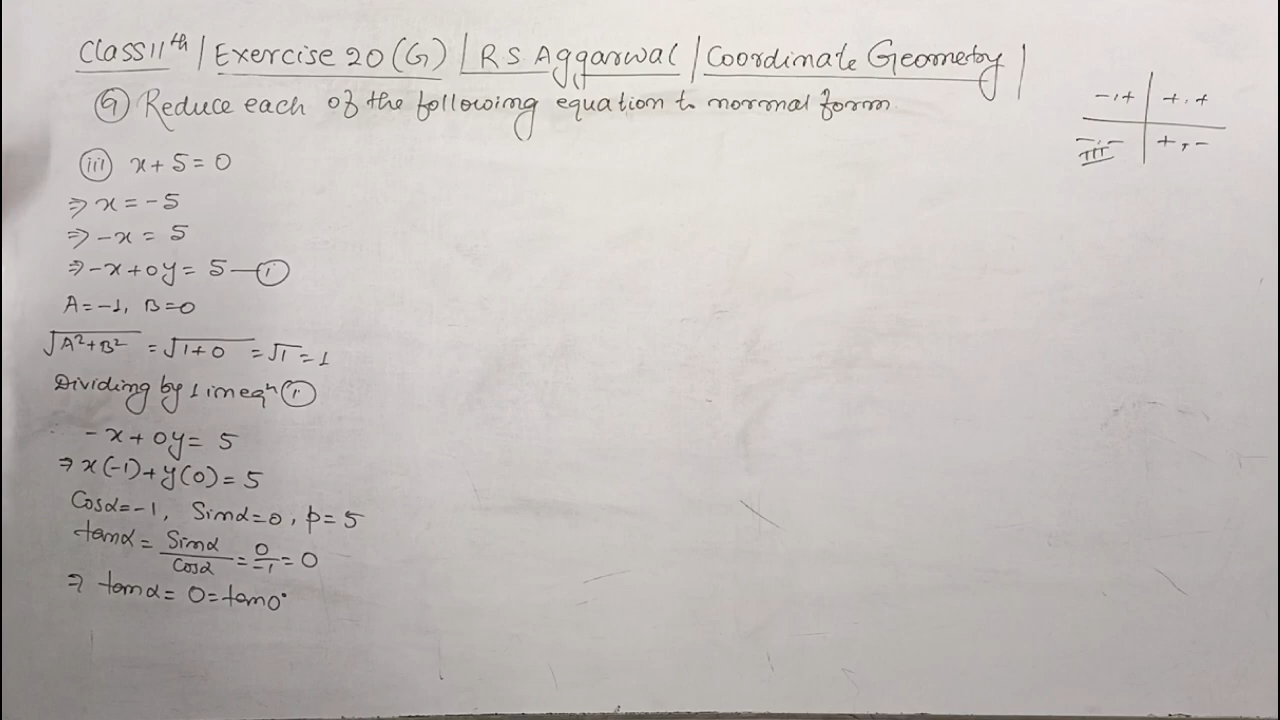 Class 11th | Exercise 20 (G) | R S Aggarwal | Coordinate Geometry |
(9) Reduce each of the following equation to normal form
-,+ +,+
-,- +,-
III
(iii) x + 5 = 0
⇒ x = -5
⇒ -x = 5
⇒ -x + 0y = 5 — (i)
A = -1, B = 0
√A²+B² = √1+0 = √1 = 1
Dividing by 1 in eqⁿ (i)
-x + 0y = 5
⇒ x(-1) + y(0) = 5
Cosα = -1, Sinα = 0, p = 5
tanα = Sinα/Cosα = 0/-1 = 0
⇒ tanα = 0 = tan0°